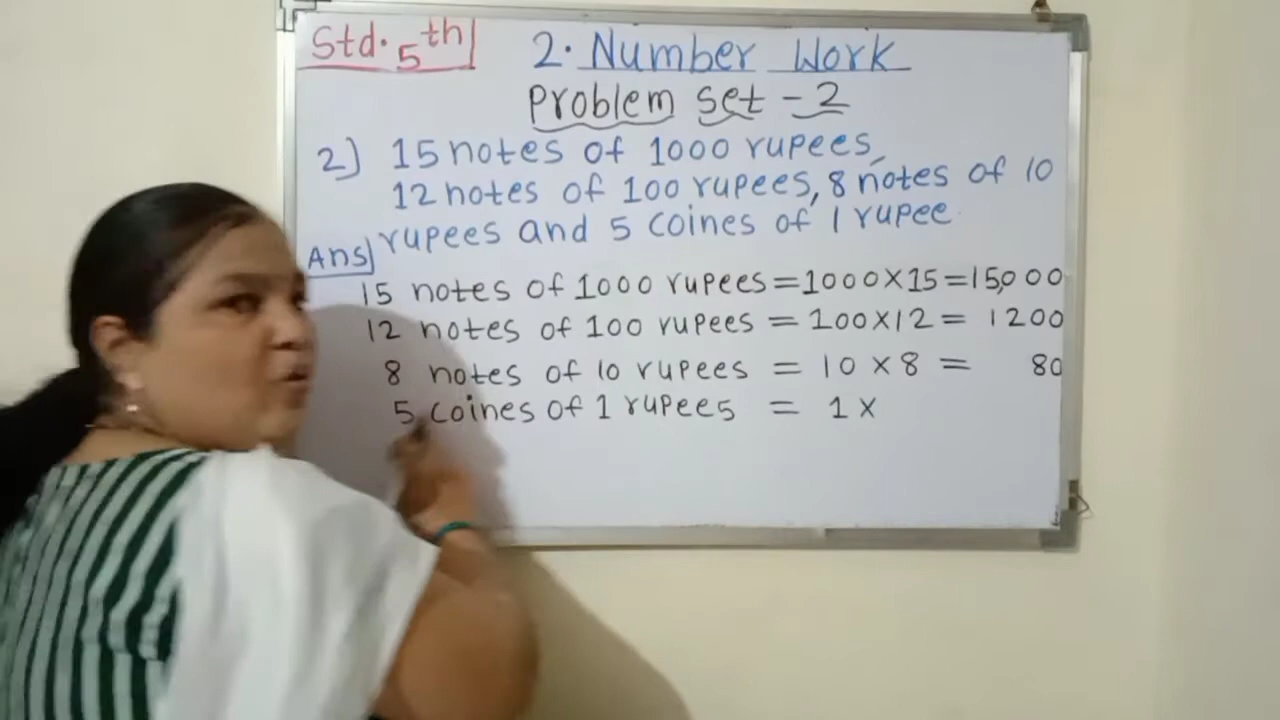 Std. 5th
2. Number Work
Problem set - 2
2) 15 notes of 1000 rupees,
12 notes of 100 rupees, 8 notes of 10
rupees and 5 coines of 1 rupee.
Ans
15 notes of 1000 rupees = 1000 × 15 = 15,000
12 notes of 100 rupees = 100 × 12 = 1200
8 notes of 10 rupees = 10 × 8 = 80
5 coines of 1 rupees = 1 ×